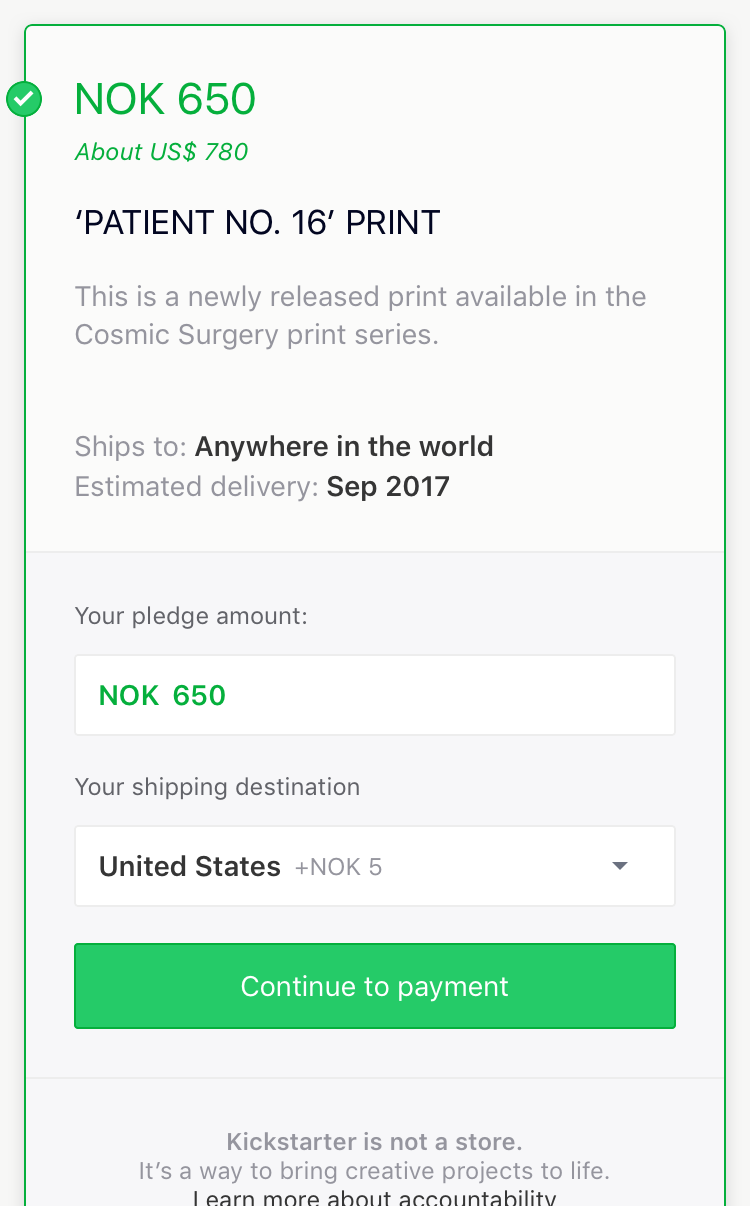 NOK 650
About US$ 780
‘PATIENT NO. 16’ PRINT
This is a newly released print available in the
Cosmic Surgery print series.
Ships to: Anywhere in the world
Estimated delivery: Sep 2017
Your pledge amount:
NOK 650
Your shipping destination
United States +NOK 5
Continue to payment
Kickstarter is not a store.
It’s a way to bring creative projects to life.
Learn more about accountability